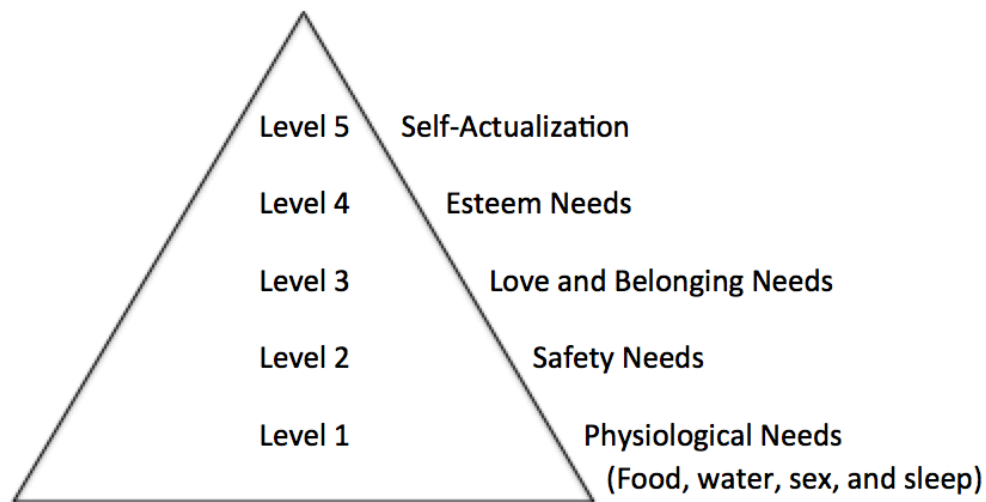 Level 5 Self-Actualization
Level 4 Esteem Needs
Level 3 Love and Belonging Needs
Level 2 Safety Needs
Level 1 Physiological Needs
(Food, water, sex, and sleep)